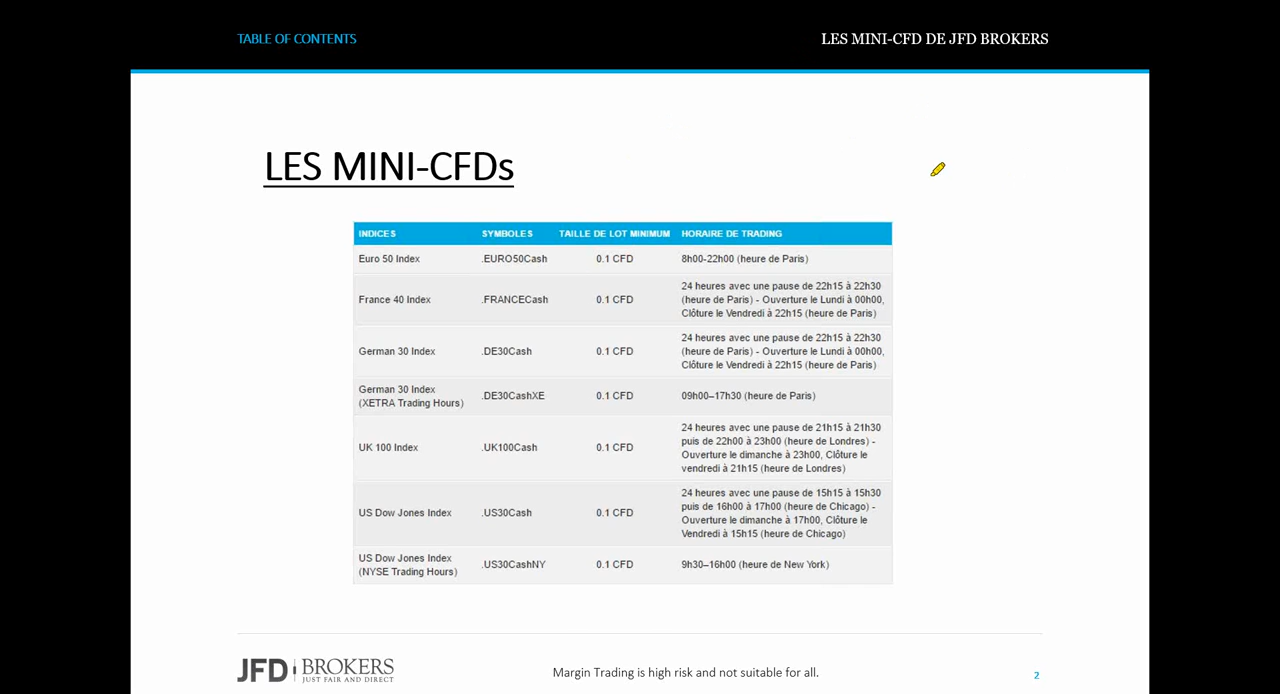 TABLE OF CONTENTS
LES MINI-CFD DE JFD BROKERS
LES MINI-CFDs
INDICES SYMBOLES TAILLE DE LOT MINIMUM HORAIRE DE TRADING
Euro 50 Index .EURO50Cash 0.1 CFD 8h00-22h00 (heure de Paris)
France 40 Index .FRANCECash 0.1 CFD 24 heures avec une pause de 22h15 à 22h30
(heure de Paris) - Ouverture le Lundi à 00h00,
Clôture le Vendredi à 22h15 (heure de Paris)
German 30 Index .DE30Cash 0.1 CFD 24 heures avec une pause de 22h15 à 22h30
(heure de Paris) - Ouverture le Lundi à 00h00,
Clôture le Vendredi à 22h15 (heure de Paris)
German 30 Index
(XETRA Trading Hours) .DE30CashXE 0.1 CFD 09h00–17h30 (heure de Paris)
UK 100 Index .UK100Cash 0.1 CFD 24 heures avec une pause de 21h15 à 21h30
puis de 22h00 à 23h00 (heure de Londres) -
Ouverture le dimanche à 23h00, Clôture le
vendredi à 21h15 (heure de Londres)
US Dow Jones Index .US30Cash 0.1 CFD 24 heures avec une pause de 15h15 à 15h30
puis de 16h00 à 17h00 (heure de Chicago) -
Ouverture le dimanche à 17h00, Clôture le
Vendredi à 15h15 (heure de Chicago)
US Dow Jones Index
(NYSE Trading Hours) .US30CashNY 0.1 CFD 9h30–16h00 (heure de New York)
JFD BROKERS
JUST FAIR AND DIRECT
Margin Trading is high risk and not suitable for all.
2